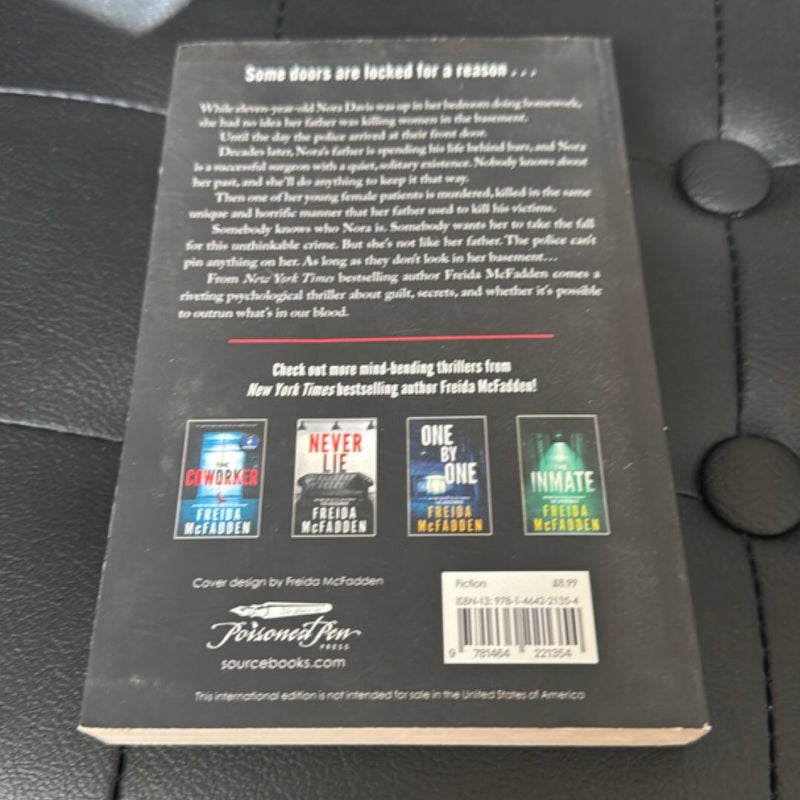 Some doors are locked for a reason . . .
While eleven-year-old Nora Davis was up in her bedroom doing homework,
she had no idea her father was killing women in the basement.
Until the day the police arrived at their front door.
Decades later, Nora's father is spending his life behind bars, and Nora
is a successful surgeon with a quiet, solitary existence. Nobody knows about
her past, and she'll do anything to keep it that way.
Then one of her young female patients is murdered, killed in the same
unique and horrific manner that her father used to kill his victims.
Somebody knows who Nora is. Somebody wants her to take the fall
for this unthinkable crime. But she's not like her father. The police can't
pin anything on her. As long as they don't look in her basement...
From New York Times bestselling author Freida McFadden comes a
riveting psychological thriller about guilt, secrets, and whether it's possible
to outrun what's in our blood.
Check out more mind-bending thrillers from
New York Times bestselling author Freida McFadden!
THE
COWORKER
FREIDA
McFADDEN
NEVER
LIE
FREIDA
McFADDEN
ONE
BY
ONE
FREIDA
McFADDEN
THE
INMATE
FREIDA
McFADDEN
Cover design by Freida McFadden
Poisoned Pen
PRESS
sourcebooks.com
Fiction £8.99
ISBN-13: 978-1-4642-2135-4
9 781464 221354
This international edition is not intended for sale in the United States of America